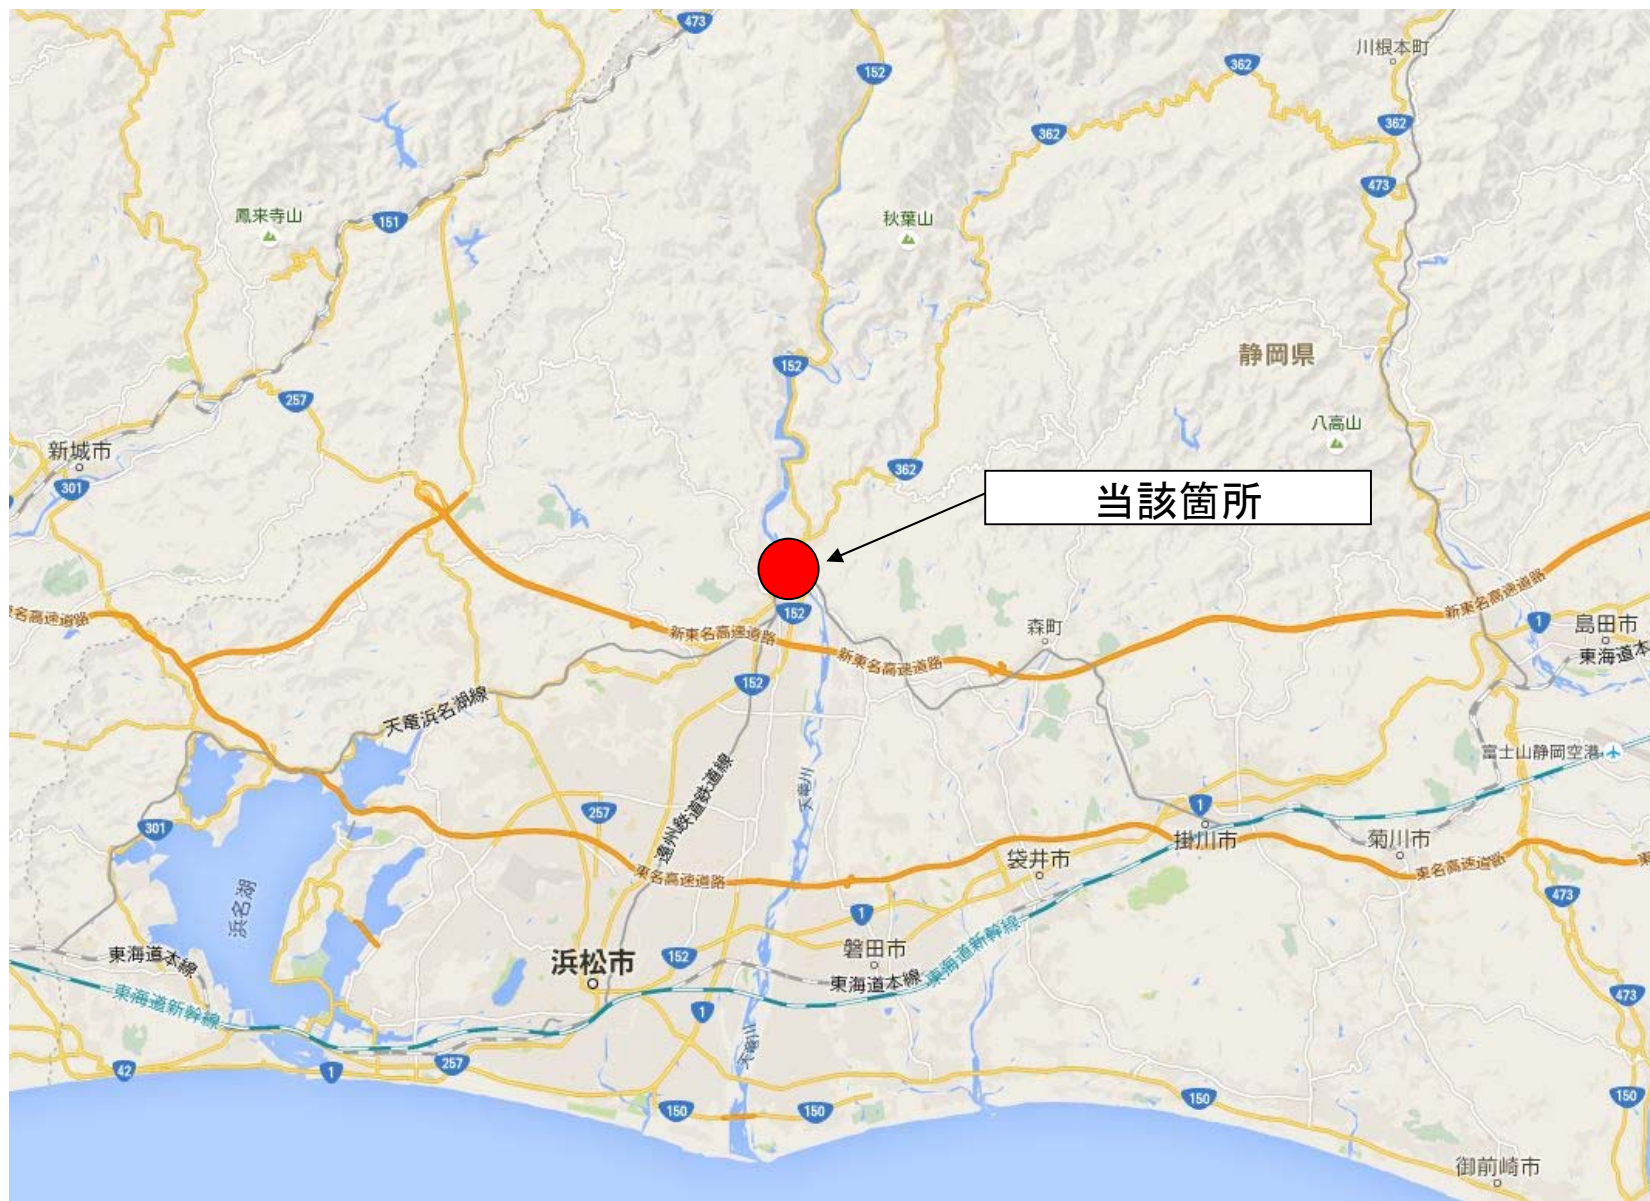 473
川根本町
152
362
362
362
473
鳳来寺山
151
秋葉山
静岡県
152
257
八高山
新城市
362
301
当該箇所
新東名高速道路
152
東名高速道路
新東名高速道路
森町
1
島田市
東海道本
新東名高速道路
152
天竜浜名湖線
富士山静岡空港
遠州鉄道鉄道線
天竜川
257
1
301
掛川市
菊川市
袋井市
東名高速道路
東名高速道路
東
473
浜名湖
1
152
磐田市
東海道新幹線
東海道本線
浜松市
東海道本線
東海道新幹線
473
1
天竜川
42
1
257
150
150
150
150
御前崎市